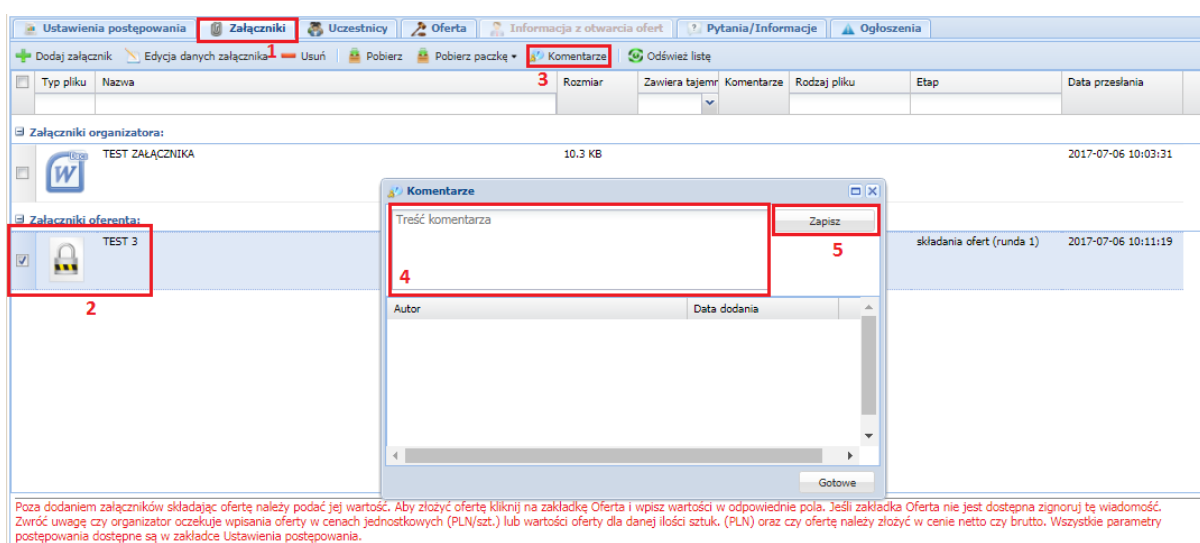 Ustawienia postępowania Załączniki Uczestnicy Oferta Informacja z otwarcia ofert Pytania/Informacje Ogłoszenia
1
Dodaj załącznik Edycja danych załącznika Usuń Pobierz Pobierz paczkę Komentarze Odśwież listę
3
Typ pliku Nazwa Rozmiar Zawiera tajemr Komentarze Rodzaj pliku Etap Data przesłania
Załączniki organizatora:
TEST ZAŁĄCZNIKA 10.3 KB 2017-07-06 10:03:31
W
Komentarze
Treść komentarza Zapisz
Załączniki oferenta:
TEST 3 składania ofert (runda 1) 2017-07-06 10:11:19
5
4
2
Autor Data dodania
Gotowe
Poza dodaniem załączników składając ofertę należy podać jej wartość. Aby złożyć ofertę kliknij na zakładkę Oferta i wpisz wartości w odpowiednie pola. Jeśli zakładka Oferta nie jest dostępna zignoruj tę wiadomość.
Zwróć uwagę czy organizator oczekuje wpisania oferty w cenach jednostkowych (PLN/szt.) lub wartości oferty dla danej ilości sztuk. (PLN) oraz czy ofertę należy złożyć w cenie netto czy brutto. Wszystkie parametry
postępowania dostępne są w zakładce Ustawienia postępowania.